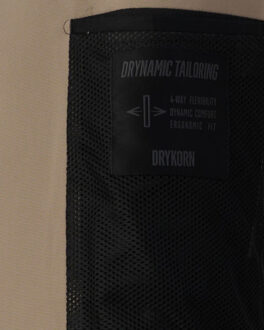 DRYNAMIC TAILORING
4-WAY FLEXIBILITY
DYNAMIC COMFORT
ERGONOMIC FIT
DRYKORN